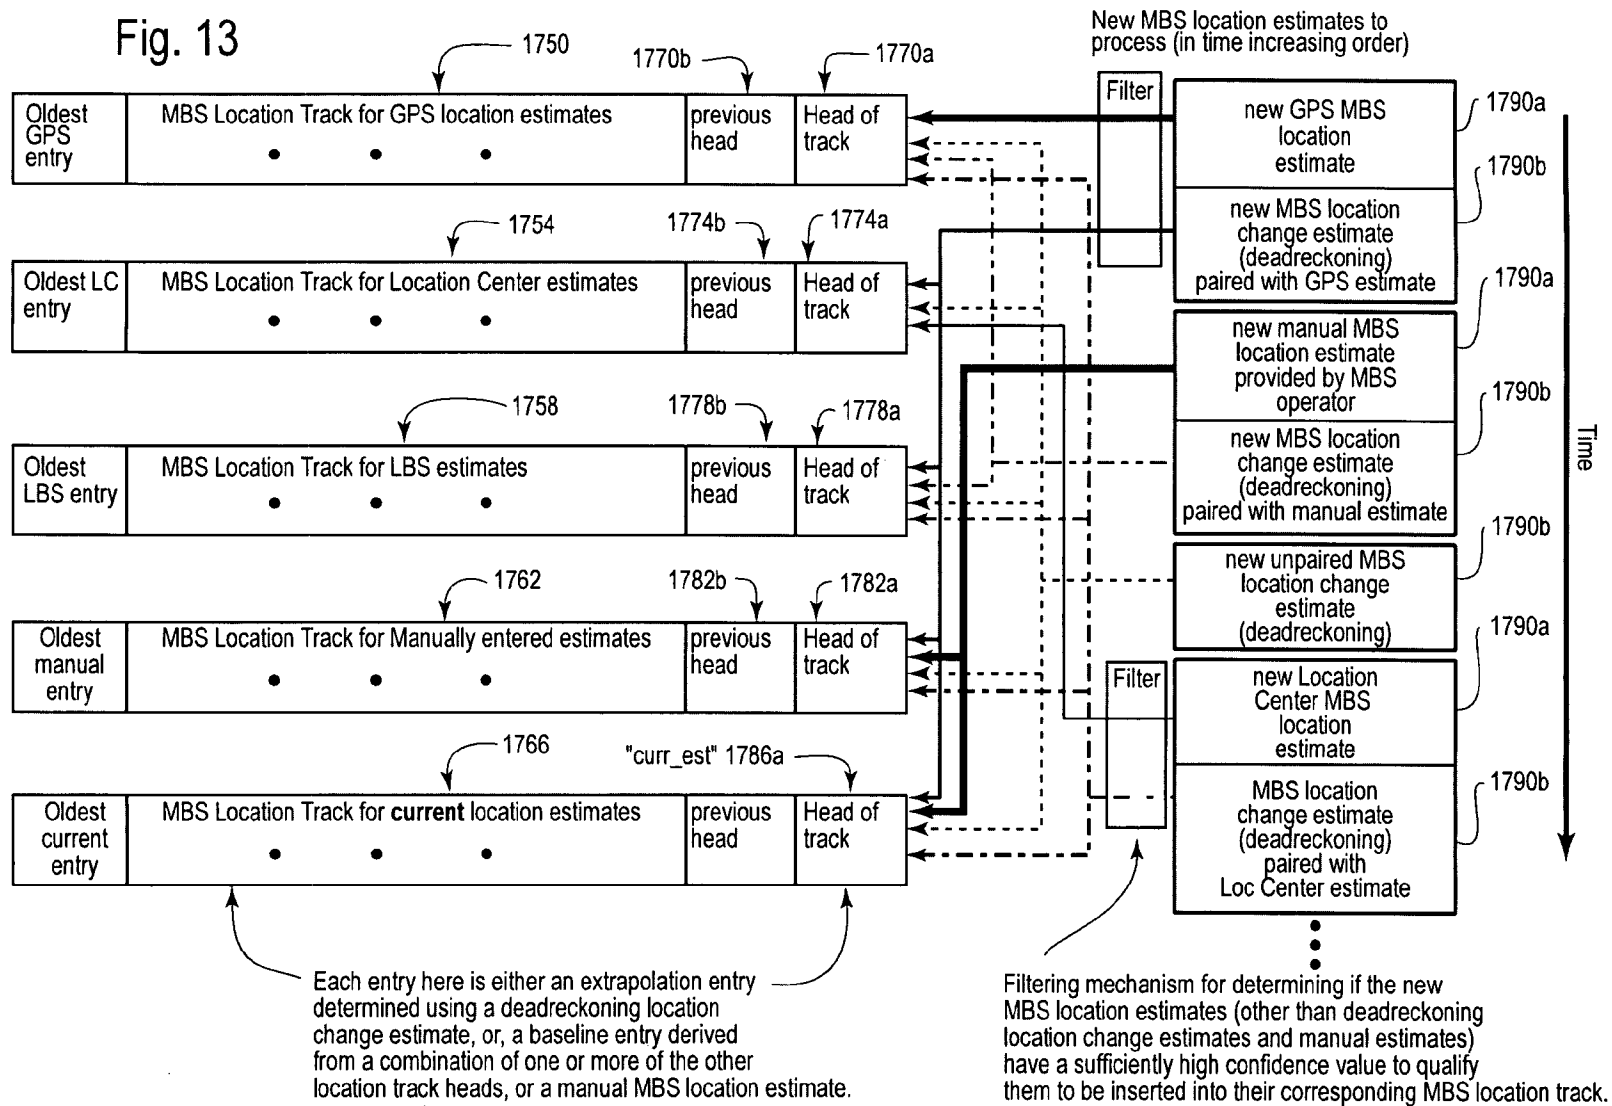 Fig. 13
New MBS location estimates to
process (in time increasing order)
1750
1770b
1770a
Filter
Oldest
GPS
entry
MBS Location Track for GPS location estimates
previous
head
Head of
track
new GPS MBS
location
estimate
1790a
new MBS location
change estimate
(deadreckoning)
paired with GPS estimate
1790b
1754
1774b
1774a
Oldest LC
entry
MBS Location Track for Location Center estimates
previous
head
Head of
track
new manual MBS
location estimate
provided by MBS
operator
1790a
new MBS location
change estimate
(deadreckoning)
paired with manual estimate
1790b
Time
1758
1778b
1778a
Oldest
LBS entry
MBS Location Track for LBS estimates
previous
head
Head of
track
new unpaired MBS
location change
estimate
(deadreckoning)
1790b
1762
1782b
1782a
Oldest
manual
entry
MBS Location Track for Manually entered estimates
previous
head
Head of
track
Filter
new Location
Center MBS
location
estimate
1790a
MBS location
change estimate
(deadreckoning)
paired with
Loc Center estimate
1790b
1766
"curr_est" 1786a
Oldest
current
entry
MBS Location Track for current location estimates
previous
head
Head of
track
Each entry here is either an extrapolation entry
determined using a deadreckoning location
change estimate, or, a baseline entry derived
from a combination of one or more of the other
location track heads, or a manual MBS location estimate.
Filtering mechanism for determining if the new
MBS location estimates (other than deadreckoning
location change estimates and manual estimates)
have a sufficiently high confidence value to qualify
them to be inserted into their corresponding MBS location track.